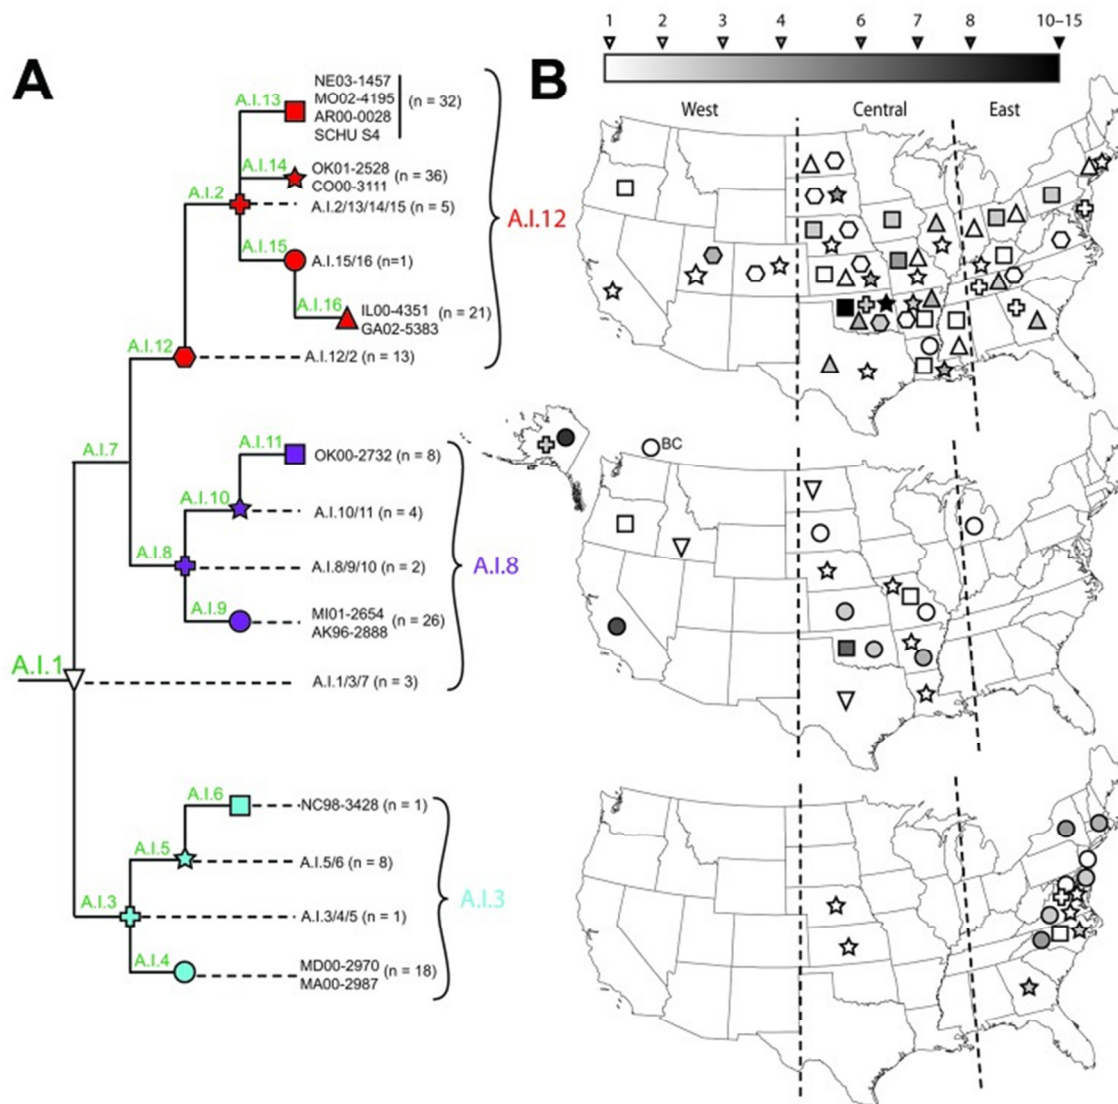 A
A.I.13
NE03-1457
MO02-4195
AR00-0028
SCHU S4
(n = 32)
A.I.14
OK01-2528
CO00-3111
(n = 36)
A.I.2
A.I.2/13/14/15 (n = 5)
A.I.12
A.I.15
A.I.15/16 (n=1)
A.I.16
IL00-4351
GA02-5383
(n = 21)
A.I.12
A.I.12/2 (n = 13)
A.I.7
A.I.11
OK00-2732 (n = 8)
A.I.10
A.I.10/11 (n = 4)
A.I.8
A.I.8/9/10 (n = 2)
A.I.8
A.I.9
MI01-2654
AK96-2888
(n = 26)
A.I.1
A.I.1/3/7 (n = 3)
A.I.6
NC98-3428 (n = 1)
A.I.5
A.I.5/6 (n = 8)
A.I.3
A.I.3
A.I.3/4/5 (n = 1)
A.I.4
MD00-2970
MA00-2987
(n = 18)
B
1 2 3 4 6 7 8 10–15
West Central East
BC